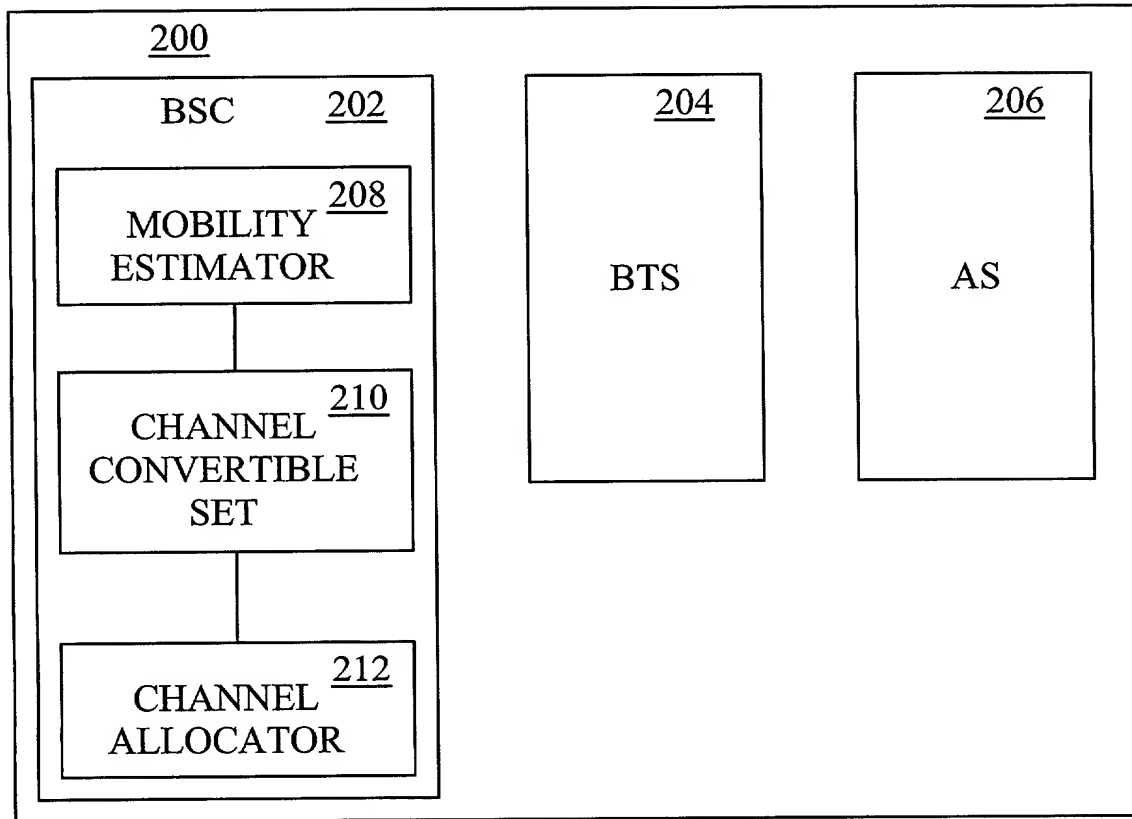 200
BSC 202
208
MOBILITY
ESTIMATOR
210
CHANNEL
CONVERTIBLE
SET
212
CHANNEL
ALLOCATOR
204
BTS
206
AS